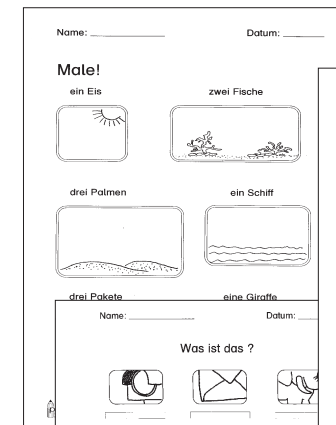 Name: Datum:
Male!
ein Eis zwei Fische
drei Palmen ein Schiff
drei Pakete eine Giraffe
Name: Datum:
Was ist das ?